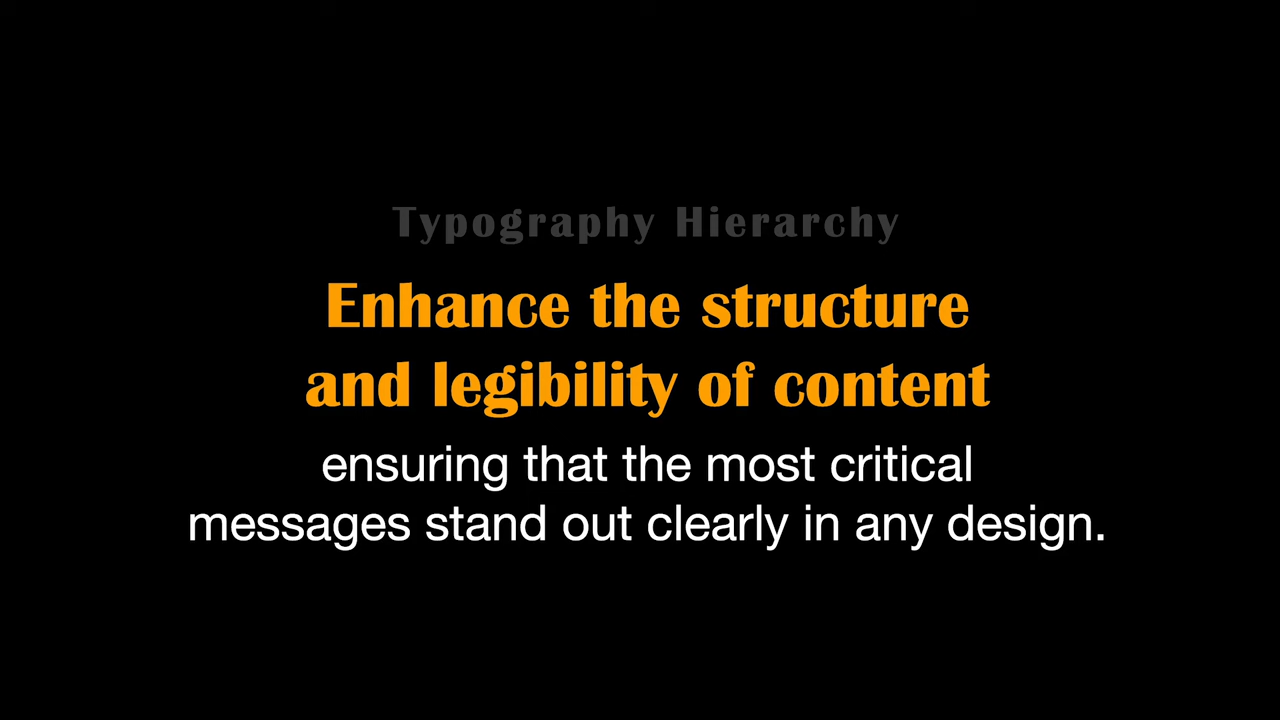 Typography Hierarchy
Enhance the structure
and legibility of content
ensuring that the most critical
messages stand out clearly in any design.